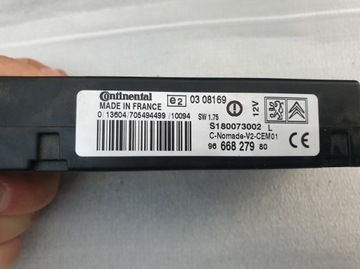 Continental
MADE IN FRANCE
e2 03 08169
12V
0/13604/705494499/10094 SW 1.75
S180073002 L
C-Nomade-V2-CEM01
96 668 279 80